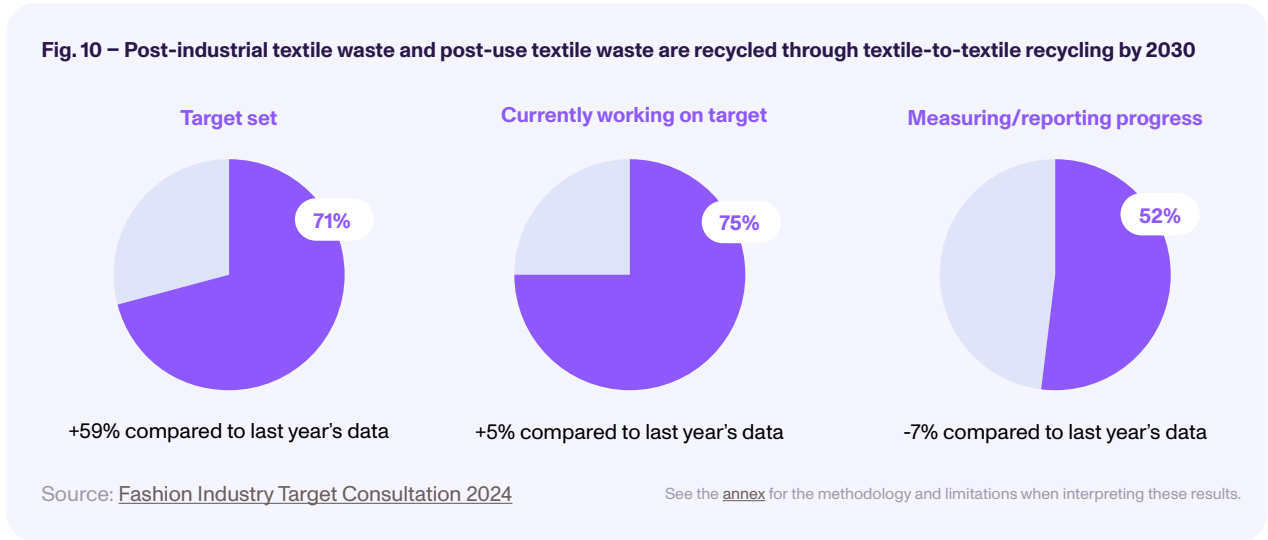 Fig. 10 – Post-industrial textile waste and post-use textile waste are recycled through textile-to-textile recycling by 2030
Target set
Currently working on target
Measuring/reporting progress
71%
75%
52%
+59% compared to last year’s data
+5% compared to last year’s data
-7% compared to last year’s data
Source: Fashion Industry Target Consultation 2024
See the annex for the methodology and limitations when interpreting these results.